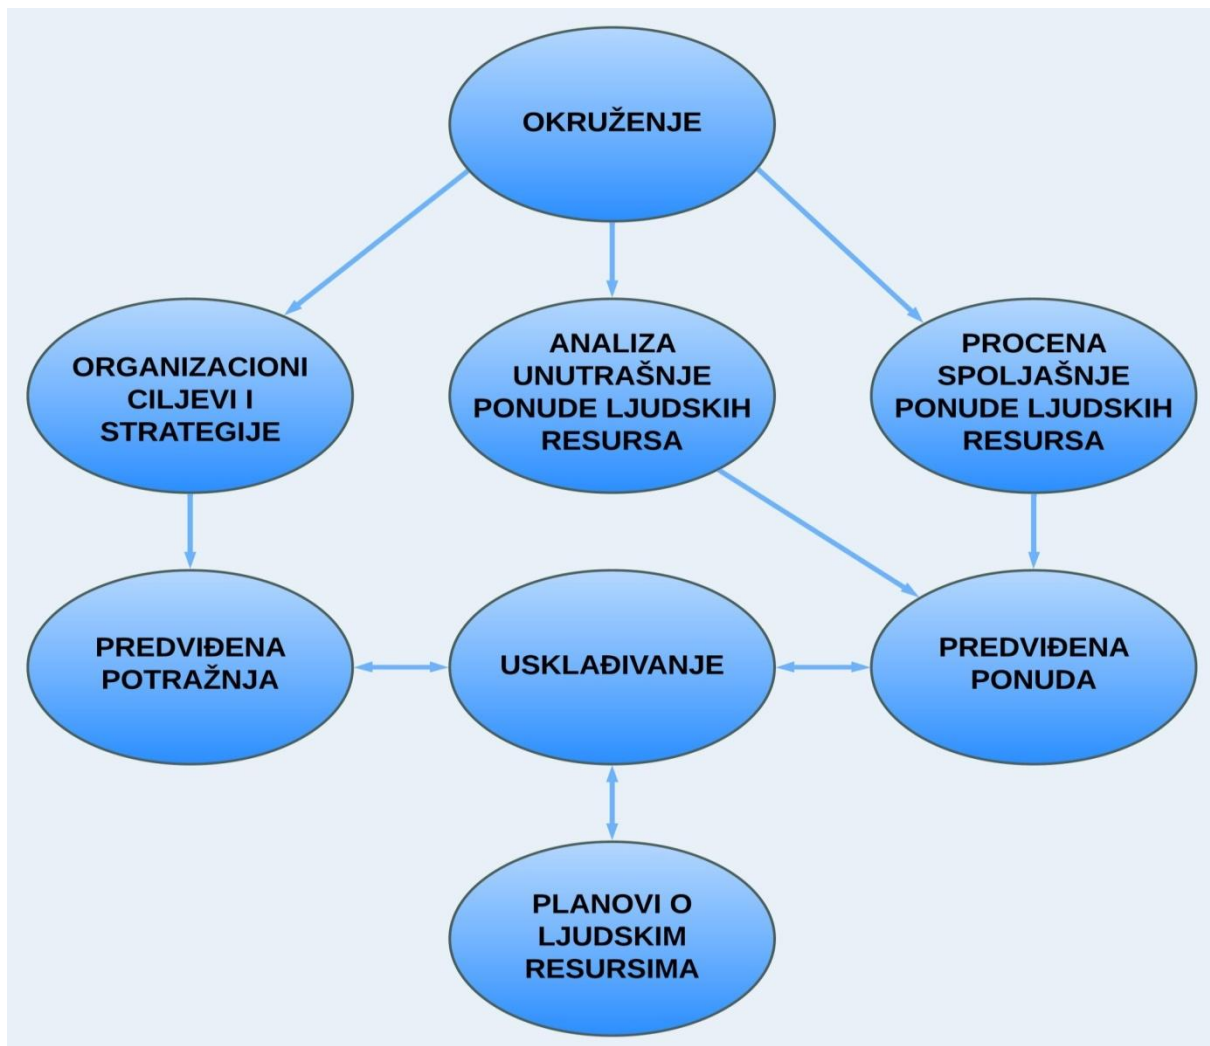 OKRUŽENJE
ORGANIZACIONI
CILJEVI I
STRATEGIJE
ANALIZA
UNUTRAŠNJE
PONUDE LJUDSKIH
RESURSA
PROCENA
SPOLJAŠNJE
PONUDE LJUDSKIH
RESURSA
PREDVIĐENA
POTRAŽNJA
USKLAĐIVANJE
PREDVIĐENA
PONUDA
PLANOVI O
LJUDSKIM
RESURSIMA